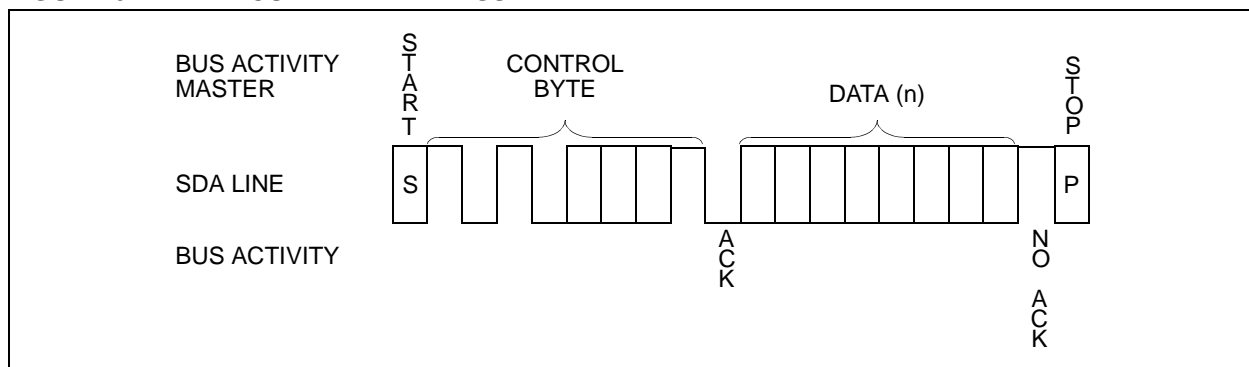 BUS ACTIVITY
MASTER
START
CONTROL
BYTE
DATA (n)
STOP
SDA LINE
S
P
BUS ACTIVITY
ACK
NO ACK